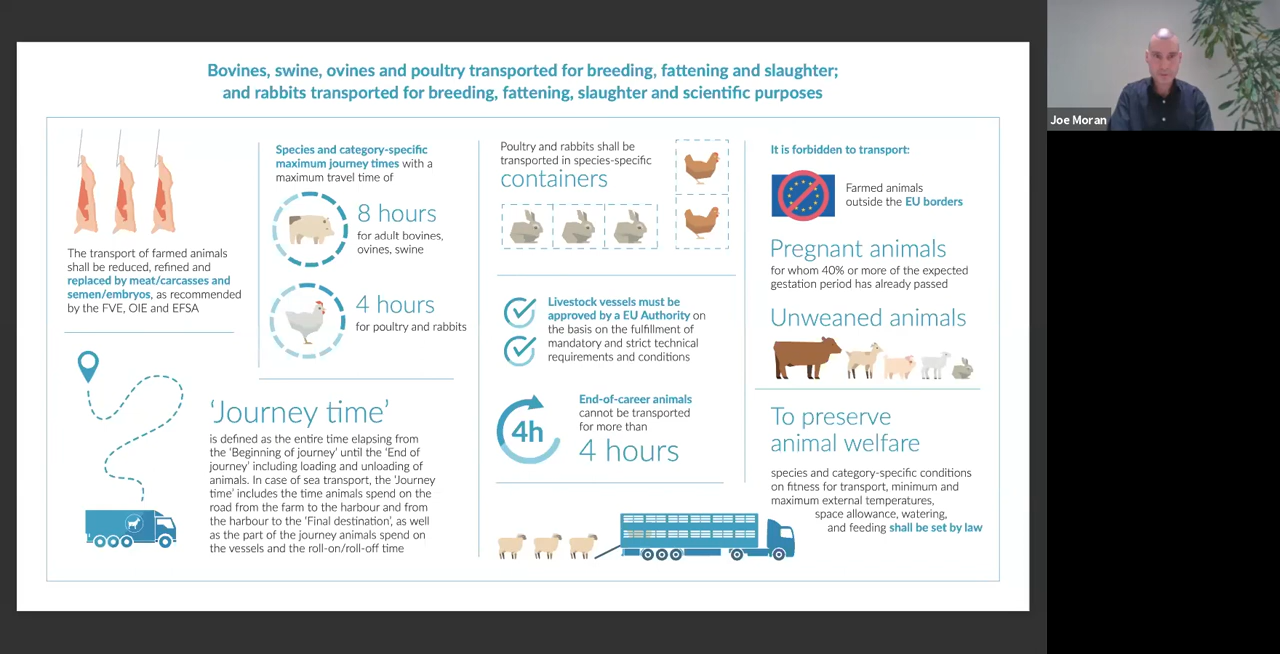 Bovines, swine, ovines and poultry transported for breeding, fattening and slaughter;
and rabbits transported for breeding, fattening, slaughter and scientific purposes
The transport of farmed animals
shall be reduced, refined and
replaced by meat/carcasses and
semen/embryos, as recommended
by the FVE, OIE and EFSA
Species and category-specific
maximum journey times with a
maximum travel time of
8 hours
for adult bovines,
ovines, swine
4 hours
for poultry and rabbits
'Journey time'
is defined as the entire time elapsing from
the 'Beginning of journey' until the 'End of
journey' including loading and unloading of
animals. In case of sea transport, the 'Journey
time' includes the time animals spend on the
road from the farm to the harbour and from
the harbour to the 'Final destination', as well
as the part of the journey animals spend on
the vessels and the roll-on/roll-off time
Poultry and rabbits shall be
transported in species-specific
containers
Livestock vessels must be
approved by a EU Authority on
the basis on the fulfillment of
mandatory and strict technical
requirements and conditions
4h
End-of-career animals
cannot be transported
for more than
4 hours
It is forbidden to transport:
Farmed animals
outside the EU borders
Pregnant animals
for whom 40% or more of the expected
gestation period has already passed
Unweaned animals
To preserve
animal welfare
species and category-specific conditions
on fitness for transport, minimum and
maximum external temperatures,
space allowance, watering,
and feeding shall be set by law
Joe Moran